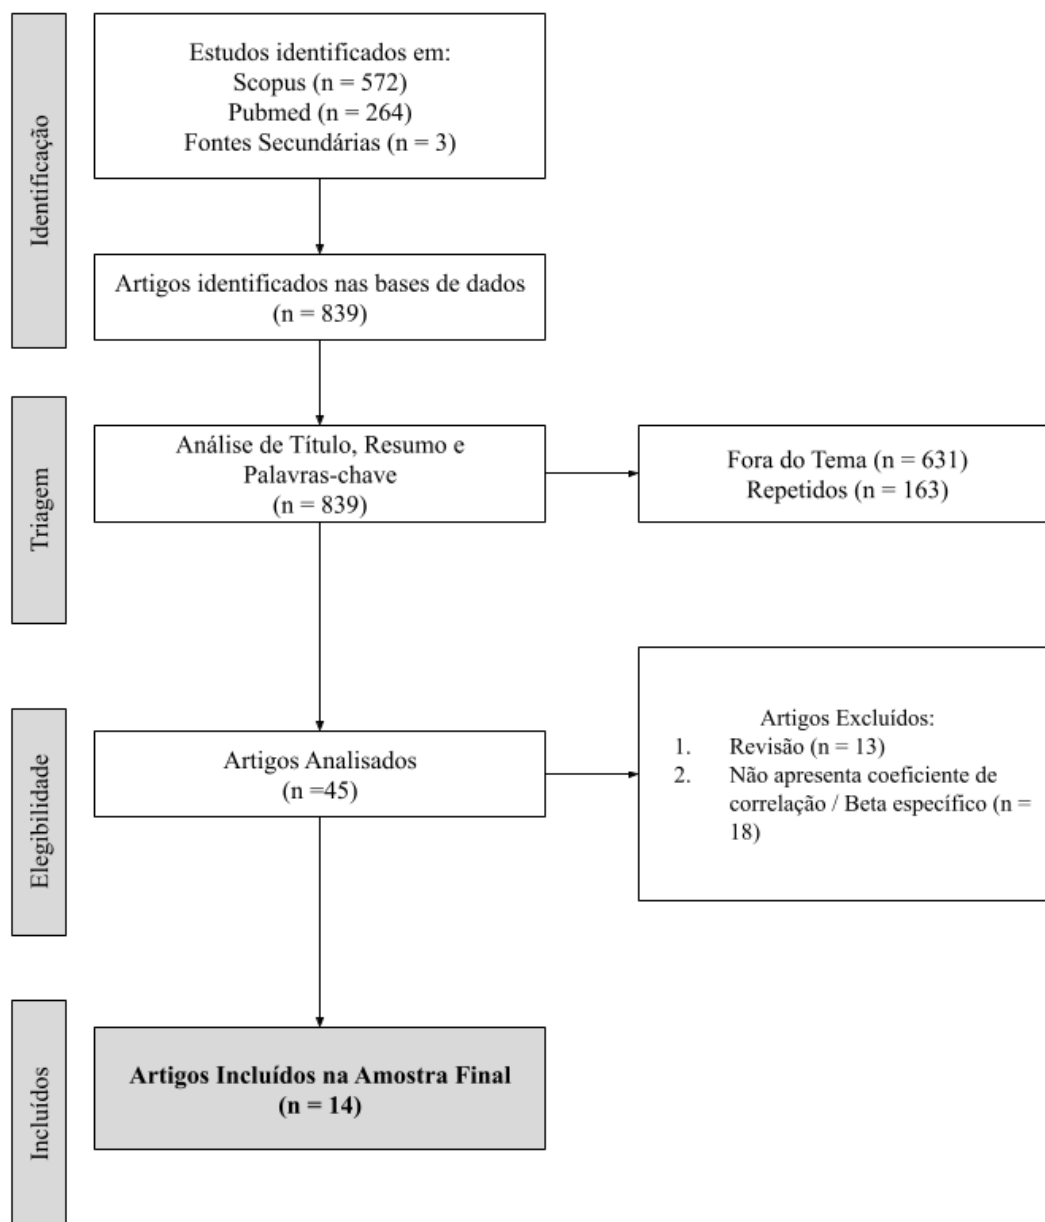 Identificação
Estudos identificados em:
Scopus (n = 572)
Pubmed (n = 264)
Fontes Secundárias (n = 3)
Artigos identificados nas bases de dados
(n = 839)
Triagem
Análise de Título, Resumo e
Palavras-chave
(n = 839)
Fora do Tema (n = 631)
Repetidos (n = 163)
Elegibilidade
Artigos Analisados
(n =45)
Artigos Excluídos:
1. Revisão (n = 13)
2. Não apresenta coeficiente de
correlação / Beta específico (n =
18)
Incluídos
Artigos Incluídos na Amostra Final
(n = 14)